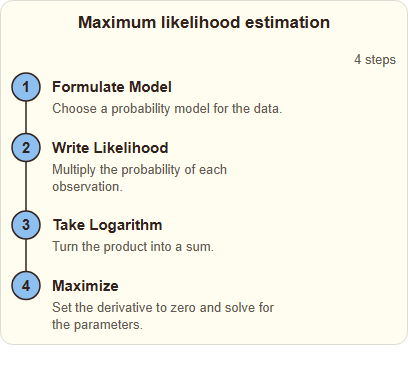 Maximum likelihood estimation
4 steps
1 Formulate Model
Choose a probability model for the data.
2 Write Likelihood
Multiply the probability of each
observation.
3 Take Logarithm
Turn the product into a sum.
4 Maximize
Set the derivative to zero and solve for
the parameters.